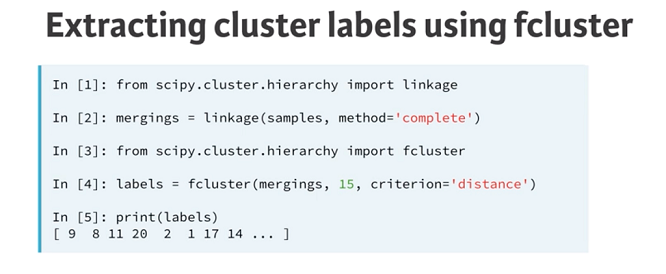 Extracting cluster labels using fcluster
In [1]: from scipy.cluster.hierarchy import linkage
In [2]: mergings = linkage(samples, method='complete')
In [3]: from scipy.cluster.hierarchy import fcluster
In [4]: labels = fcluster(mergings, 15, criterion='distance')
In [5]: print(labels)
[ 9  8 11 20  2  1 17 14 ... ]